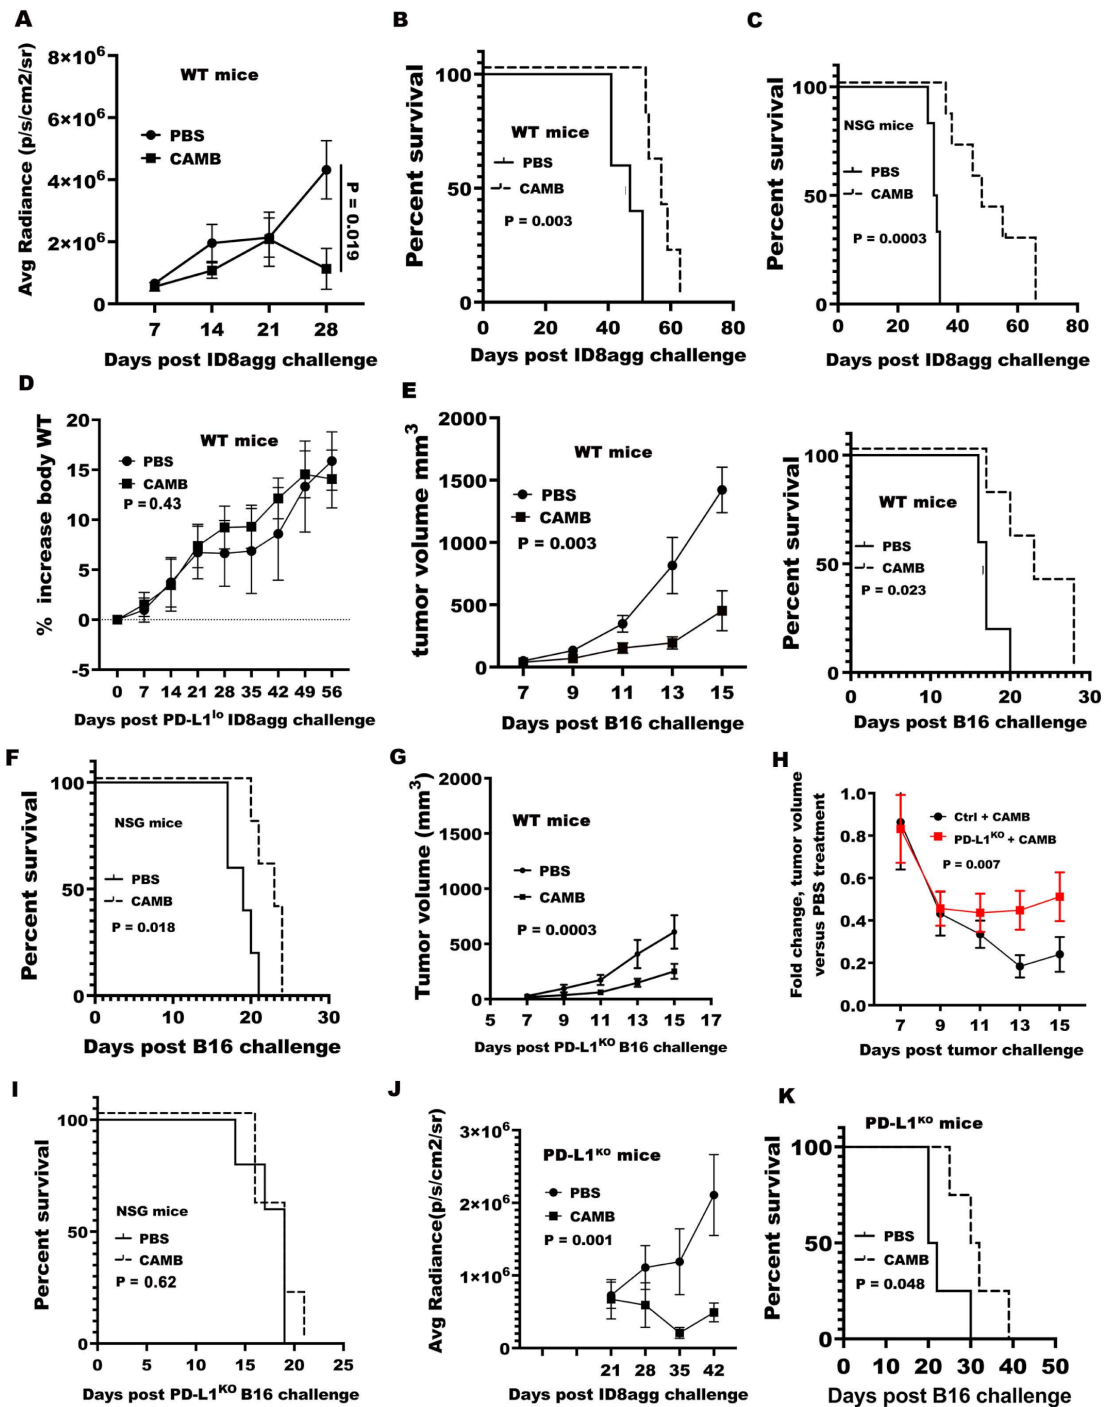 A
8×10⁶
6×10⁶
4×10⁶
2×10⁶
0
Avg Radiance (p/s/cm2/sr)
WT mice
PBS
CAMB
P = 0.019
7 14 21 28
Days post ID8agg challenge
B
100
50
0
Percent survival
WT mice
PBS
CAMB
P = 0.003
0 20 40 60 80
Days post ID8agg challenge
C
100
50
0
Percent survival
NSG mice
PBS
CAMB
P = 0.0003
0 20 40 60 80
Days post ID8agg challenge
D
20
15
10
5
0
-5
% increase body WT
WT mice
PBS
CAMB
P = 0.43
0 7 14 21 28 35 42 49 56
Days post PD-L1ˡᵒ ID8agg challenge
E
2000
1500
1000
500
0
tumor volume mm³
WT mice
PBS
CAMB
P = 0.003
7 9 11 13 15
Days post B16 challenge
100
50
0
Percent survival
WT mice
PBS
CAMB
P = 0.023
0 10 20 30
Days post B16 challenge
F
100
50
0
Percent survival
NSG mice
PBS
CAMB
P = 0.018
0 10 20 30
Days post B16 challenge
G
2000
1500
1000
500
0
Tumor volume (mm³)
WT mice
PBS
CAMB
P = 0.0003
5 7 9 11 13 15 17
Days post PD-L1ᴷᴼ B16 challenge
H
1.0
0.8
0.6
0.4
0.2
0.0
Fold change, tumor volume
versus PBS treatment
Ctrl + CAMB
PD-L1ᴷᴼ + CAMB
P = 0.007
7 9 11 13 15
Days post tumor challenge
I
100
50
0
Percent survival
NSG mice
PBS
CAMB
P = 0.62
0 5 10 15 20 25
Days post PD-L1ᴷᴼ B16 challenge
J
3×10⁶
2×10⁶
1×10⁶
0
Avg Radiance(p/s/cm2/sr)
PD-L1ᴷᴼ mice
PBS
CAMB
P = 0.001
21 28 35 42
Days post ID8agg challenge
K
PD-L1ᴷᴼ mice
100
50
0
Percent survival
PBS
CAMB
P = 0.048
0 10 20 30 40 50
Days post B16 challenge